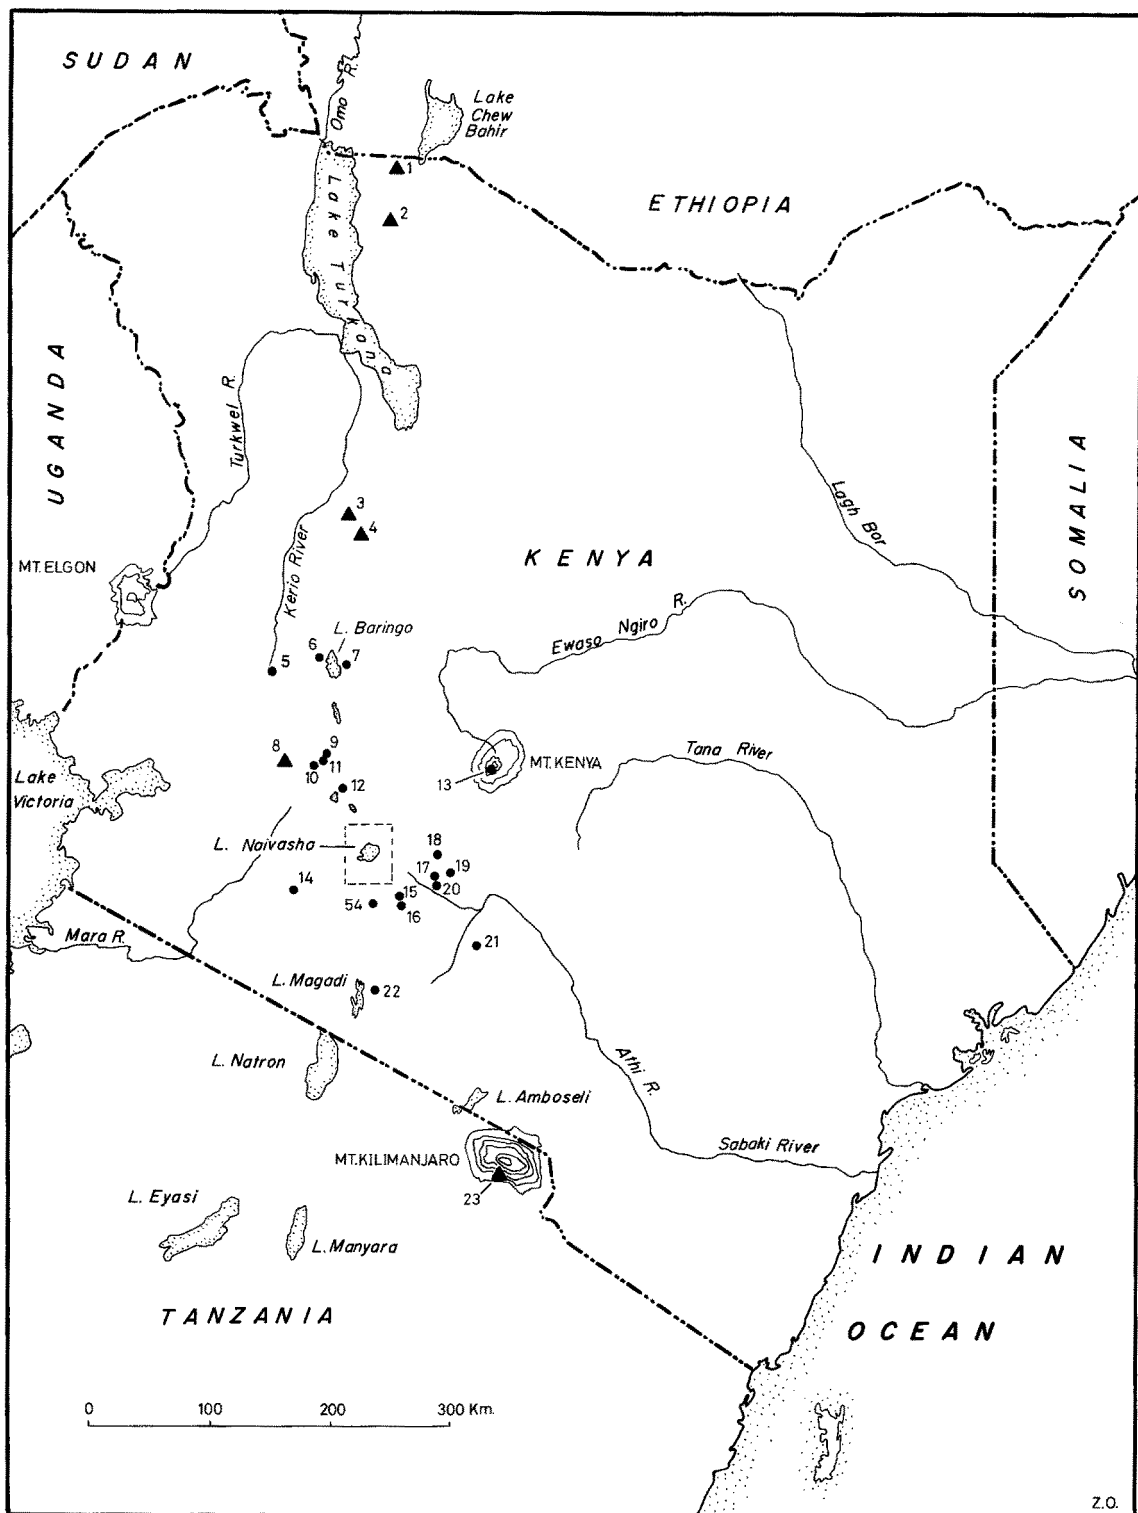 SUDAN
Omo R.
Lake
Chew
Bahir
1
2
ETHIOPIA
Lake Turkana
UGANDA
Turkwel R.
Kerio River
3
4
MT. ELGON
KENYA
Lagh Bor
SOMALIA
Ewaso Ngiro R.
L. Baringo
5
6
7
8
9
10
11
12
13
MT. KENYA
Tana River
Lake
Victoria
L. Naivasha
14
15
16
17
18
19
20
54
21
Mara R.
L. Magadi
22
L. Natron
Athi R.
L. Amboseli
Sabaki River
MT. KILIMANJARO
23
L. Eyasi
L. Manyara
TANZANIA
INDIAN
OCEAN
0 100 200 300 Km.
Z.O.